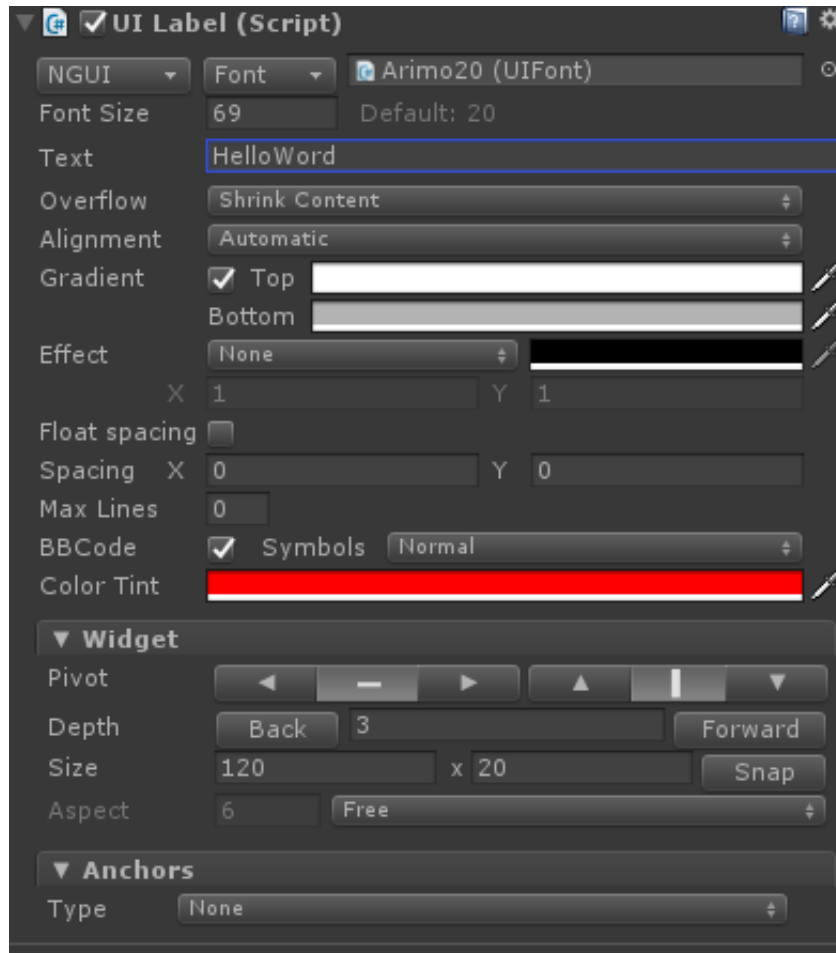 UI Label (Script)
NGUI Font Arimo20 (UIFont)
Font Size 69 Default: 20
Text HelloWord
Overflow Shrink Content
Alignment Automatic
Gradient Top
Bottom
Effect None
X 1 Y 1
Float spacing
Spacing X 0 Y 0
Max Lines 0
BBCode Symbols Normal
Color Tint
Widget
Pivot
Depth Back 3 Forward
Size 120 x 20 Snap
Aspect 6 Free
Anchors
Type None